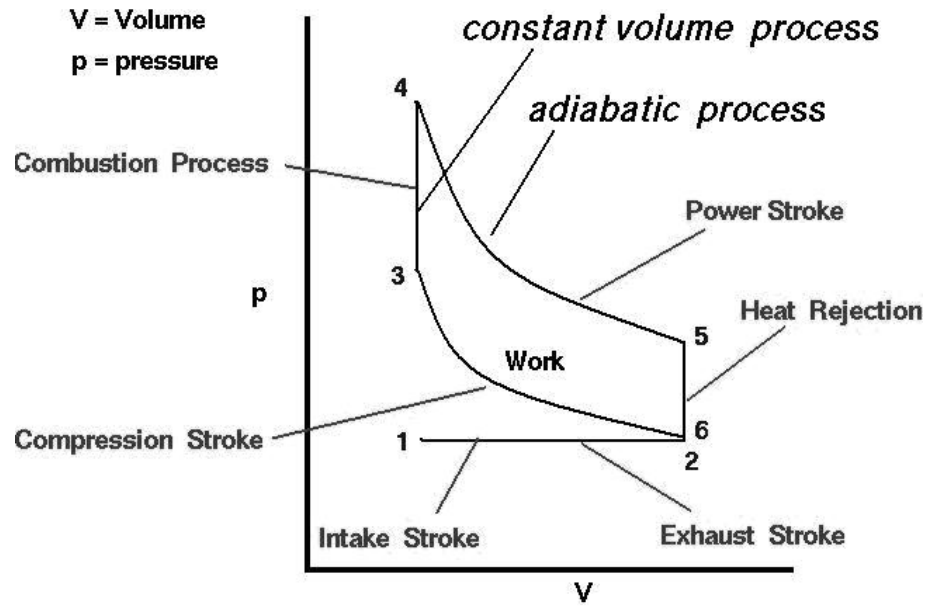 V = Volume
p = pressure
constant volume process
4
adiabatic process
Combustion Process
Power Stroke
3
p
Heat Rejection
5
Work
6
Compression Stroke
1
2
Intake Stroke
Exhaust Stroke
V